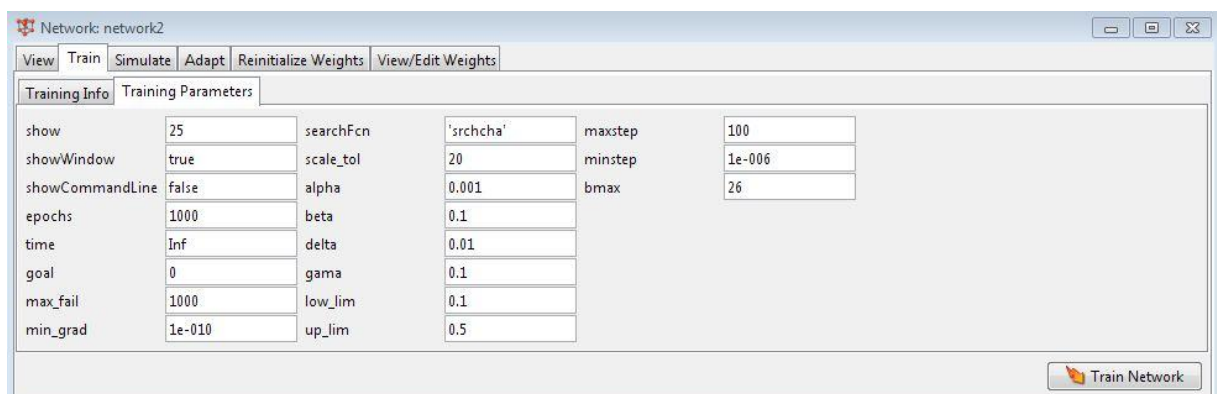 Network: network2
View Train Simulate Adapt Reinitialize Weights View/Edit Weights
Training Info Training Parameters
show 25 searchFcn 'srchcha' maxstep 100
showWindow true scale_tol 20 minstep 1e-006
showCommandLine false alpha 0.001 bmax 26
epochs 1000 beta 0.1
time Inf delta 0.01
goal 0 gama 0.1
max_fail 1000 low_lim 0.1
min_grad 1e-010 up_lim 0.5
Train Network